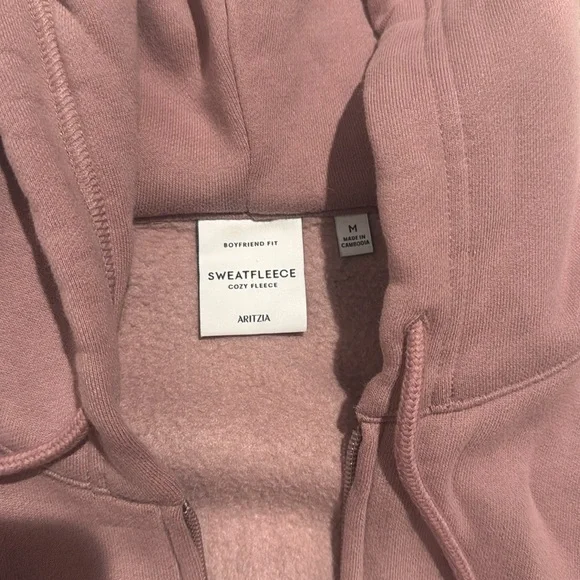 BOYFRIEND FIT
SWEATFLEECE
COZY FLEECE
ARITZIA
M
MADE IN
CAMBODIA